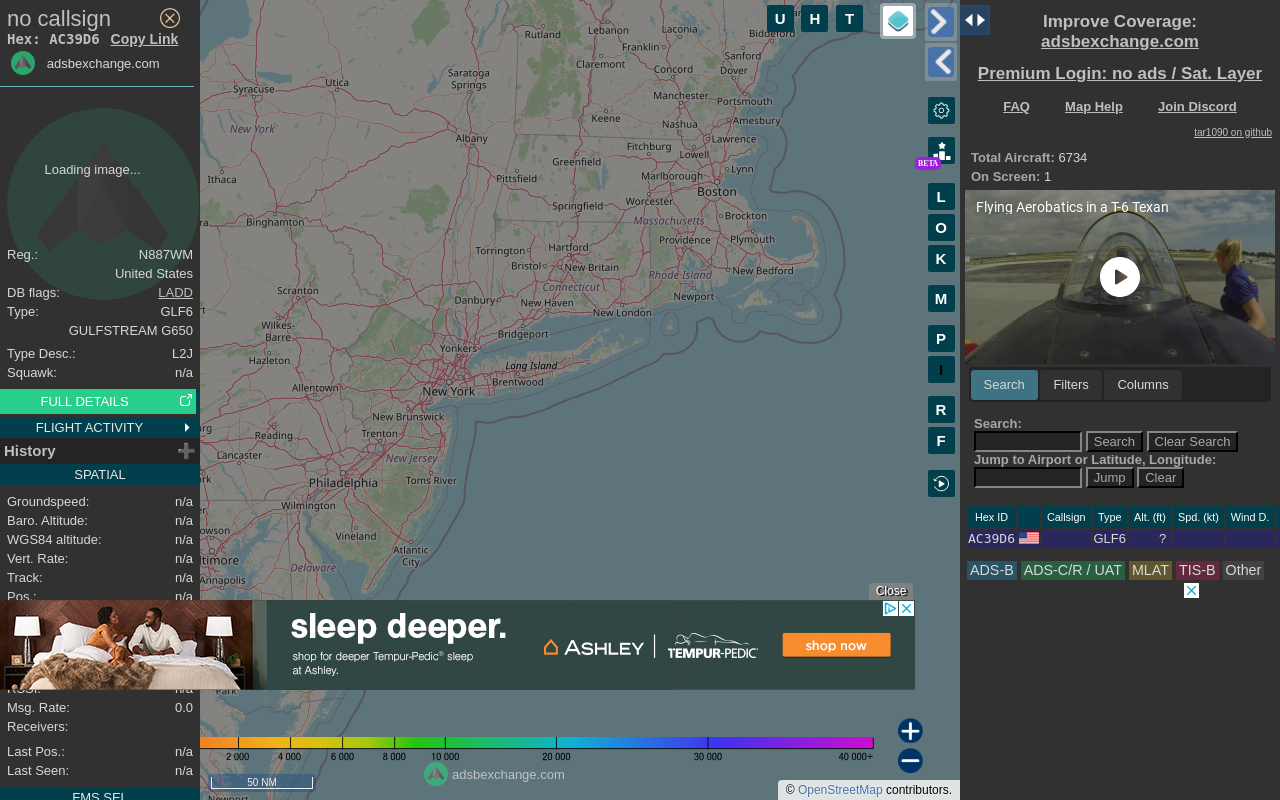 no callsign
Hex: AC39D6 Copy Link
adsbexchange.com
Loading image...
Reg.: N887WM
United States
DB flags: LADD
Type: GLF6
GULFSTREAM G650
Type Desc.: L2J
Squawk: n/a
FULL DETAILS
FLIGHT ACTIVITY
History
SPATIAL
Groundspeed: n/a
Baro. Altitude: n/a
WGS84 altitude: n/a
Vert. Rate: n/a
Track: n/a
Pos.: n/a
RSSI: n/a
Msg. Rate: 0.0
Receivers:
Last Pos.: n/a
Last Seen: n/a
FMS SEL
U H T
Rutland
Lebanon
Laconia
Biddeford
Franklin
Claremont
Sanford
Concord
Dover
Saratoga
Springs
Utica
Syracuse
Manchester
Portsmouth
Keene
Nashua
Amesbury
New York
Albany
Lawrence
Fitchburg
Lowell
Greenfield
Lynn
Ithaca
Pittsfield
Marlborough
Boston
Worcester
Springfield
Massachusetts
Brockton
Binghamton
Torrington
Hartford
Providence
Plymouth
Bristol
New Britain
New Bedford
Rhode Island
Connecticut
Scranton
Danbury
New Haven
Newport
New London
Wilkes-
Barre
Bridgeport
Yonkers
Hazleton
Long Island
Brentwood
Allentown
New York
New Brunswick
Reading
Trenton
Lancaster
New Jersey
Toms River
Philadelphia
Wilmington
Vineland
Atlantic
City
Annapolis
Delaware
L
O
K
M
P
I
R
F
BETA
Close
sleep deeper.
shop for deeper Tempur-Pedic® sleep
at Ashley.
ASHLEY
TEMPUR-PEDIC
shop now
2 000 4 000 6 000 8 000 10 000 20 000 30 000 40 000+
adsbexchange.com
50 NM
© OpenStreetMap contributors.
Improve Coverage:
adsbexchange.com
Premium Login: no ads / Sat. Layer
FAQ Map Help Join Discord
tar1090 on github
Total Aircraft: 6734
On Screen: 1
Flying Aerobatics in a T-6 Texan
Search Filters Columns
Search:
Search Clear Search
Jump to Airport or Latitude, Longitude:
Jump Clear
Hex ID Callsign Type Alt. (ft) Spd. (kt) Wind D.
AC39D6 GLF6 ?
ADS-B ADS-C/R / UAT MLAT TIS-B Other